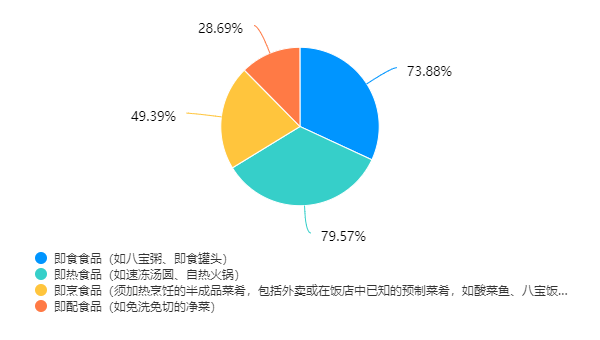 28.69%
73.88%
49.39%
79.57%
即食食品（如八宝粥、即食罐头）
即热食品（如速冻汤圆、自热火锅）
即烹食品（须加热烹饪的半成品菜肴，包括外卖或在饭店中已知的预制菜肴，如酸菜鱼、八宝饭...
即配食品（如免洗免切的净菜）